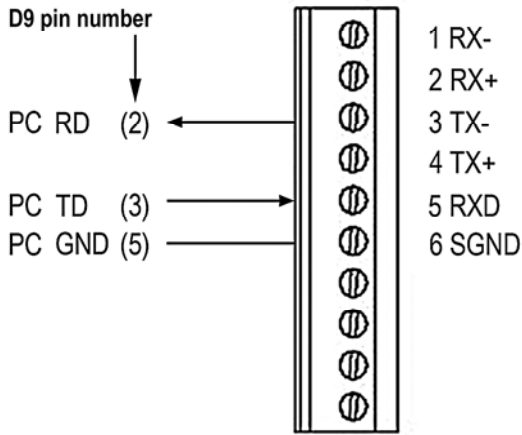 D9 pin number
1 RX-
2 RX+
PC RD (2) 3 TX-
4 TX+
PC TD (3) 5 RXD
PC GND (5) 6 SGND